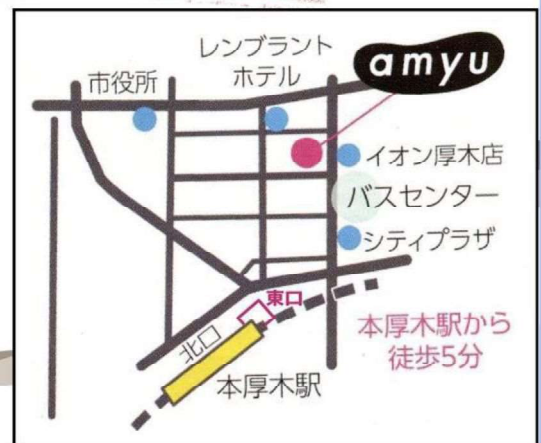 レンブラント
ホテル
amyu
市役所
イオン厚木店
バスセンター
シティプラザ
東口
北口
本厚木駅
本厚木駅から
徒歩5分